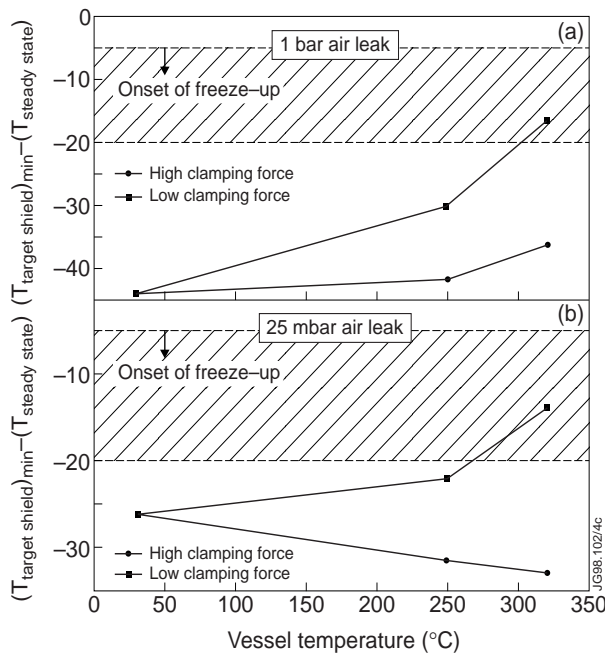 0
(a)
1 bar air leak
–5
Onset of freeze–up
–10
–20
High clamping force
Low clamping force
–30
–40
(Ttarget shield)min–(Tsteady state)
(b)
25 mbar air leak
Onset of freeze–up
–10
–20
High clamping force
Low clamping force
–30
(Ttarget shield)min–(Tsteady state)
0 50 100 150 200 250 300 350
Vessel temperature (°C)
JG98.102/4c